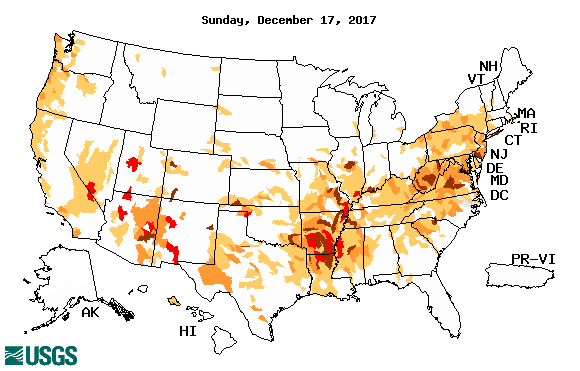 Sunday, December 17, 2017
NH
VT
MA
RI
CT
NJ
DE
MD
DC
PR-VI
AK
HI
USGS